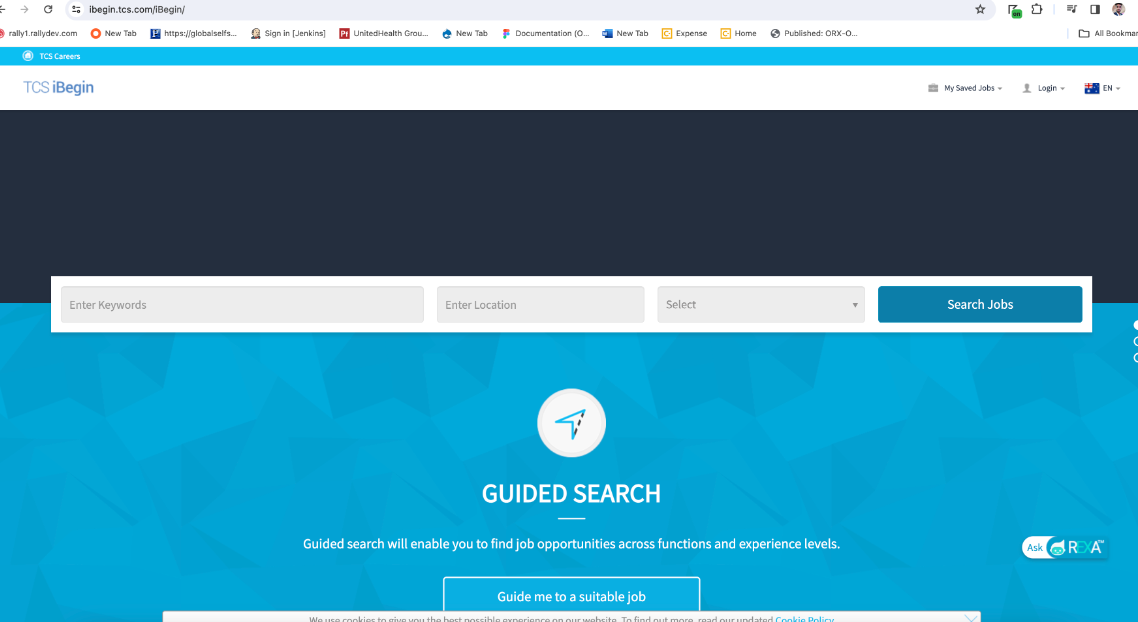 ibegin.tcs.com/iBegin/
on
rally1.rallydev.com New Tab https://globalselfs... Sign in [Jenkins] UnitedHealth Grou... New Tab Documentation (O... New Tab Expense Home Published: ORX-O... All Bookmar
TCS Careers
TCS iBegin My Saved Jobs Login EN
Enter Keywords Enter Location Select Search Jobs
GUIDED SEARCH
Guided search will enable you to find job opportunities across functions and experience levels.
Ask REXA™
Guide me to a suitable job
We use cookies to give you the best possible experience on our website. To find out more, read our updated Cookie Policy